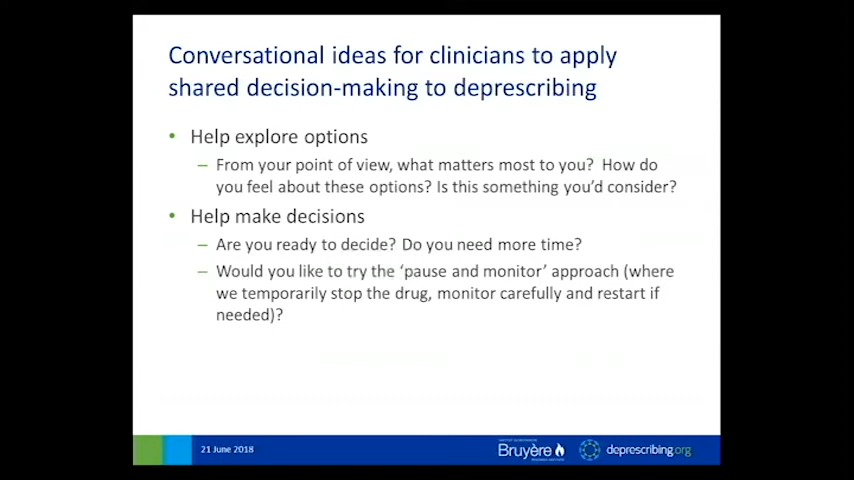 Conversational ideas for clinicians to apply
shared decision-making to deprescribing
• Help explore options
– From your point of view, what matters most to you? How do
you feel about these options? Is this something you’d consider?
• Help make decisions
– Are you ready to decide? Do you need more time?
– Would you like to try the ‘pause and monitor’ approach (where
we temporarily stop the drug, monitor carefully and restart if
needed)?
21 June 2018
Bruyère
deprescribing.org